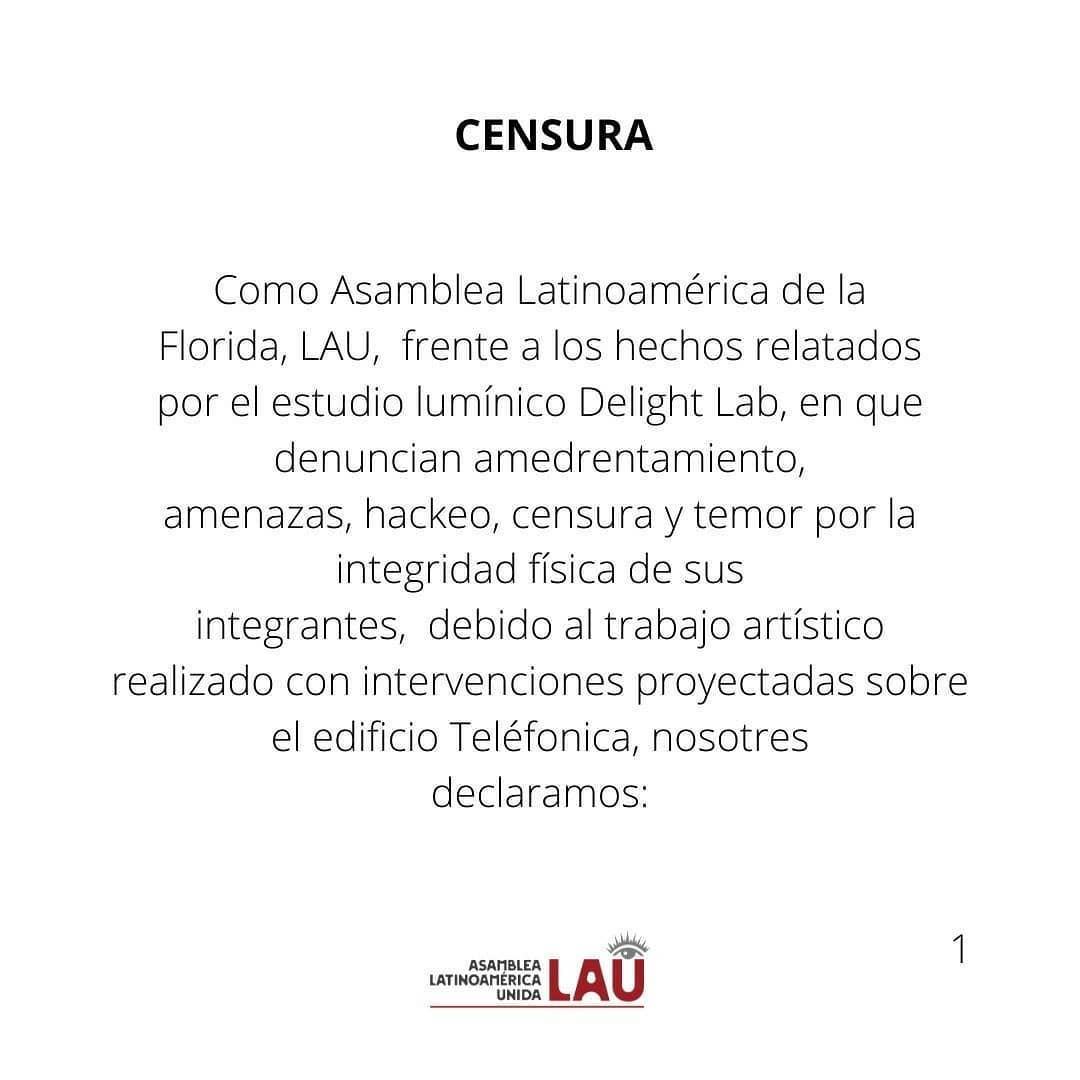 CENSURA
Como Asamblea Latinoamérica de la
Florida, LAU,  frente a los hechos relatados
por el estudio lumínico Delight Lab, en que
denuncian amedrentamiento,
amenazas, hackeo, censura y temor por la
integridad física de sus
integrantes,  debido al trabajo artístico
realizado con intervenciones proyectadas sobre
el edificio Teléfonica, nosotres
declaramos:
1
ASAMBLEA
LATINOAMÉRICA
UNIDA
LAU